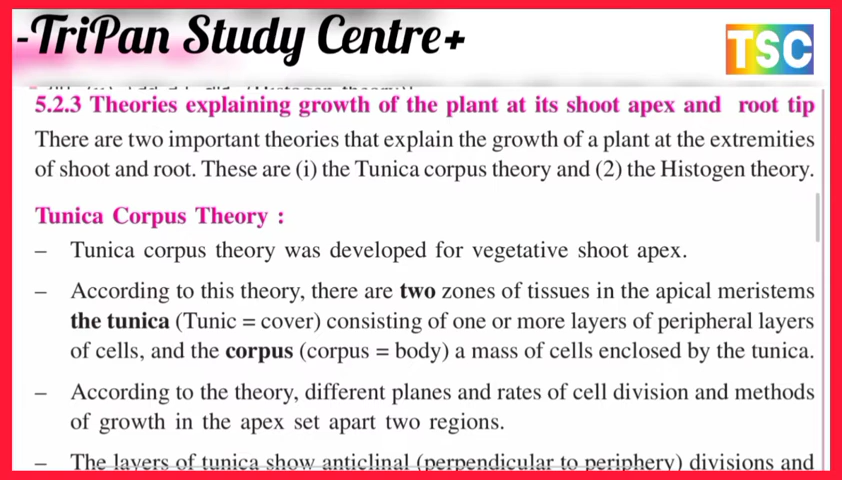 -TriPan Study Centre+
TSC
5.2.3 Theories explaining growth of the plant at its shoot apex and root tip
There are two important theories that explain the growth of a plant at the extremities
of shoot and root. These are (i) the Tunica corpus theory and (2) the Histogen theory.
Tunica Corpus Theory :
– Tunica corpus theory was developed for vegetative shoot apex.
– According to this theory, there are two zones of tissues in the apical meristems
the tunica (Tunic = cover) consisting of one or more layers of peripheral layers
of cells, and the corpus (corpus = body) a mass of cells enclosed by the tunica.
– According to the theory, different planes and rates of cell division and methods
of growth in the apex set apart two regions.
– The layers of tunica show anticlinal (perpendicular to periphery) divisions and